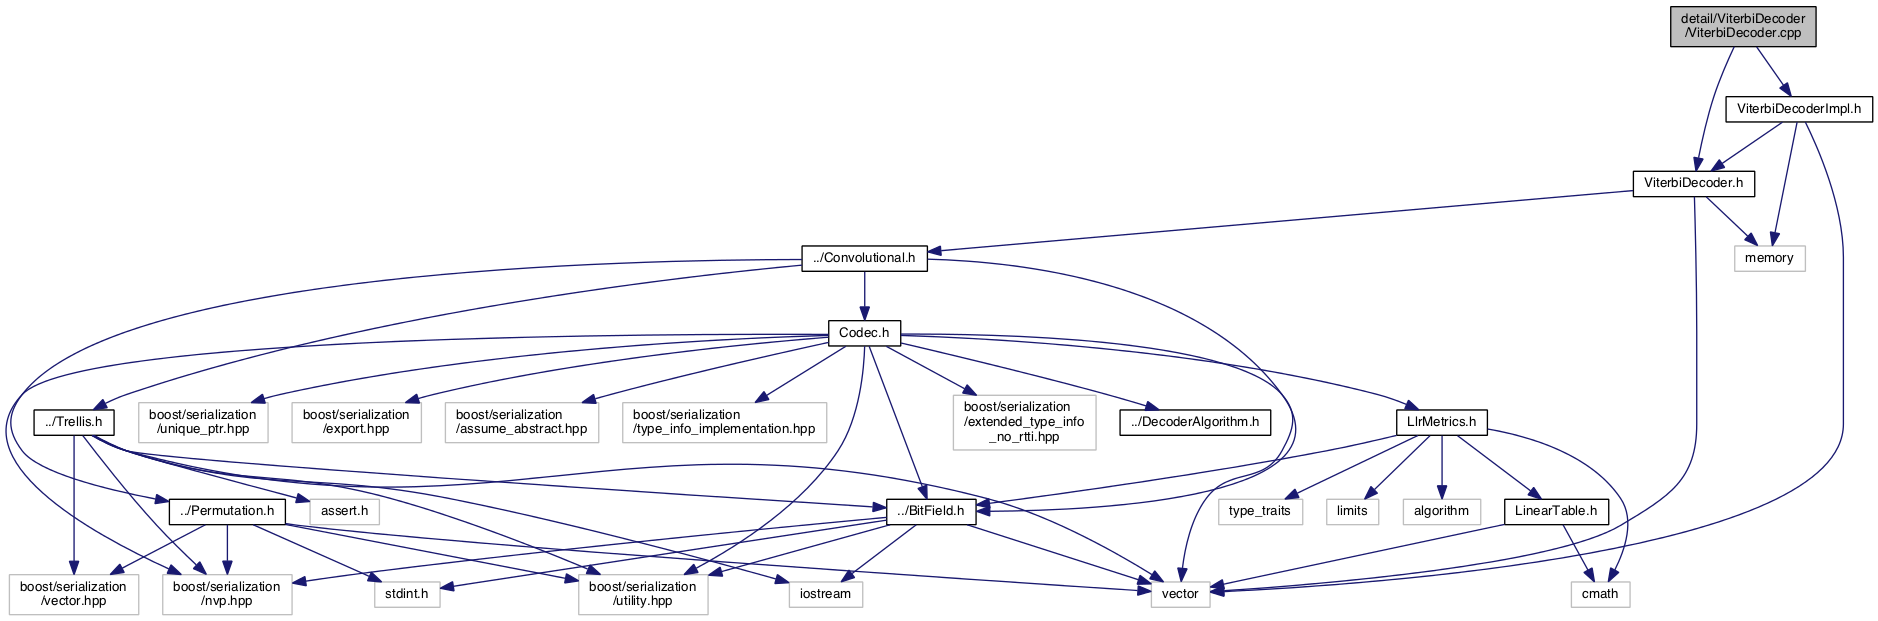 detail/ViterbiDecoder
/ViterbiDecoder.cpp
ViterbiDecoderImpl.h
ViterbiDecoder.h
../Convolutional.h
memory
Codec.h
../Trellis.h
boost/serialization
/unique_ptr.hpp
boost/serialization
/export.hpp
boost/serialization
/assume_abstract.hpp
boost/serialization
/type_info_implementation.hpp
boost/serialization
/extended_type_info
_no_rtti.hpp
../DecoderAlgorithm.h
LlrMetrics.h
../Permutation.h
assert.h
../BitField.h
type_traits
limits
algorithm
LinearTable.h
boost/serialization
/vector.hpp
boost/serialization
/nvp.hpp
stdint.h
boost/serialization
/utility.hpp
iostream
vector
cmath